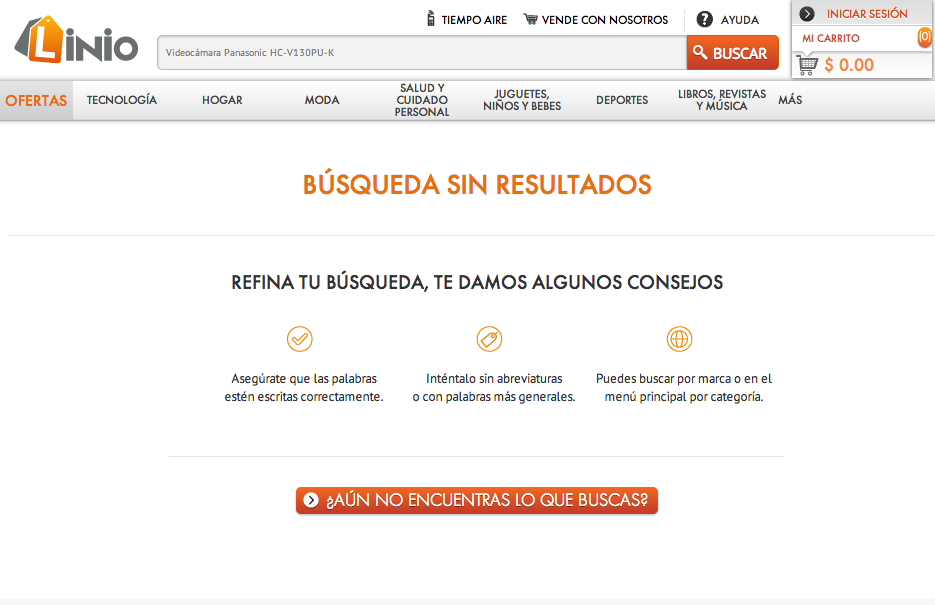 LINIO
TIEMPO AIRE
VENDE CON NOSOTROS
? AYUDA
INICIAR SESIÓN
Videocámara Panasonic HC-V130PU-K
BUSCAR
MI CARRITO
(0)
$ 0.00
OFERTAS
TECNOLOGÍA
HOGAR
MODA
SALUD Y
CUIDADO
PERSONAL
JUGUETES,
NIÑOS Y BEBES
DEPORTES
LIBROS, REVISTAS
Y MÚSICA
MÁS
BÚSQUEDA SIN RESULTADOS
REFINA TU BÚSQUEDA, TE DAMOS ALGUNOS CONSEJOS
Asegúrate que las palabras
estén escritas correctamente.
Inténtalo sin abreviaturas
o con palabras más generales.
Puedes buscar por marca o en el
menú principal por categoría.
¿AÚN NO ENCUENTRAS LO QUE BUSCAS?